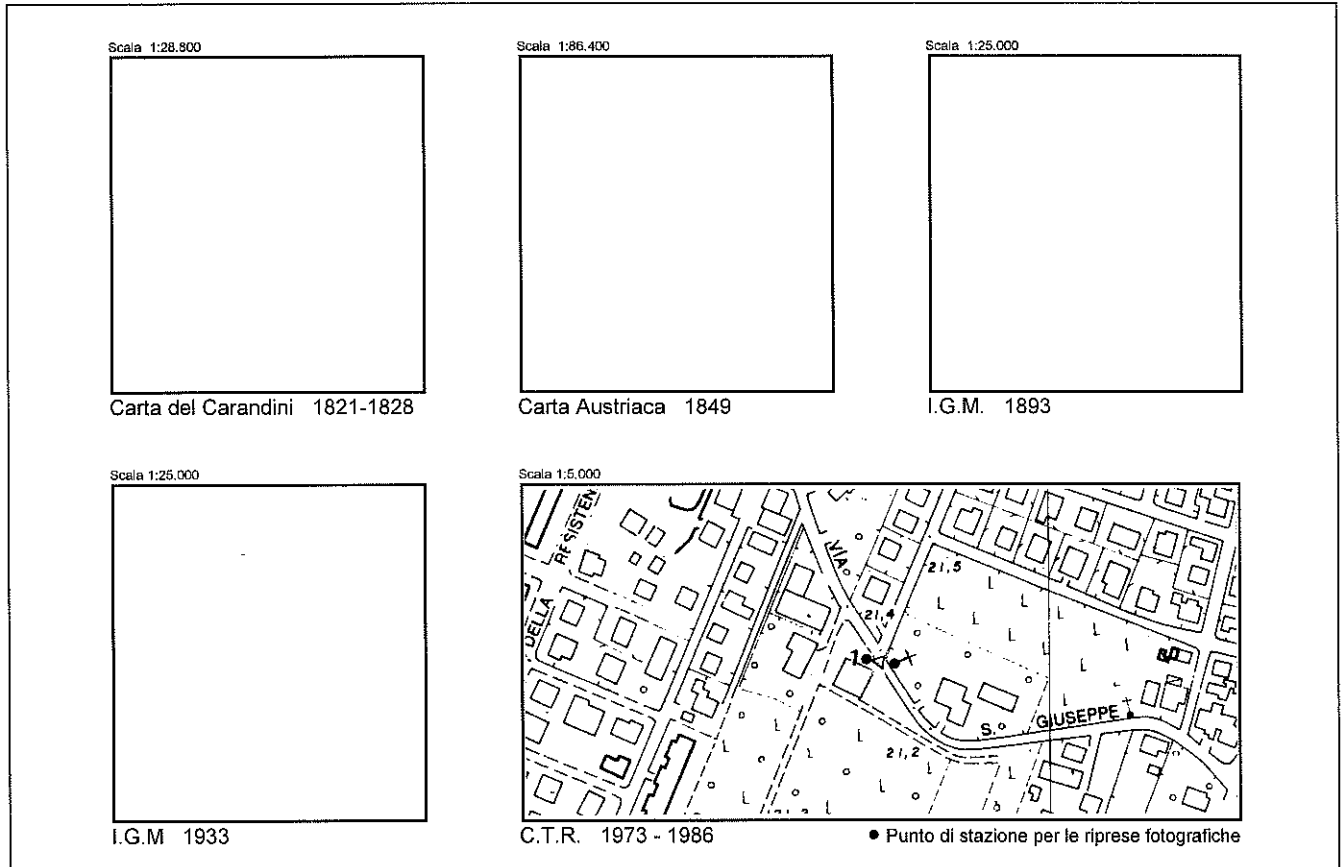 Scala 1:28.800
Scala 1:86.400
Scala 1:25.000
Carta del Carandini 1821-1828
Carta Austriaca 1849
I.G.M. 1893
Scala 1:25.000
Scala 1:5.000
DELLA RESISTEN
VIA
21,5
21,4
1
S. GIUSEPPE
21,2
I.G.M 1933
C.T.R. 1973 - 1986
● Punto di stazione per le riprese fotografiche